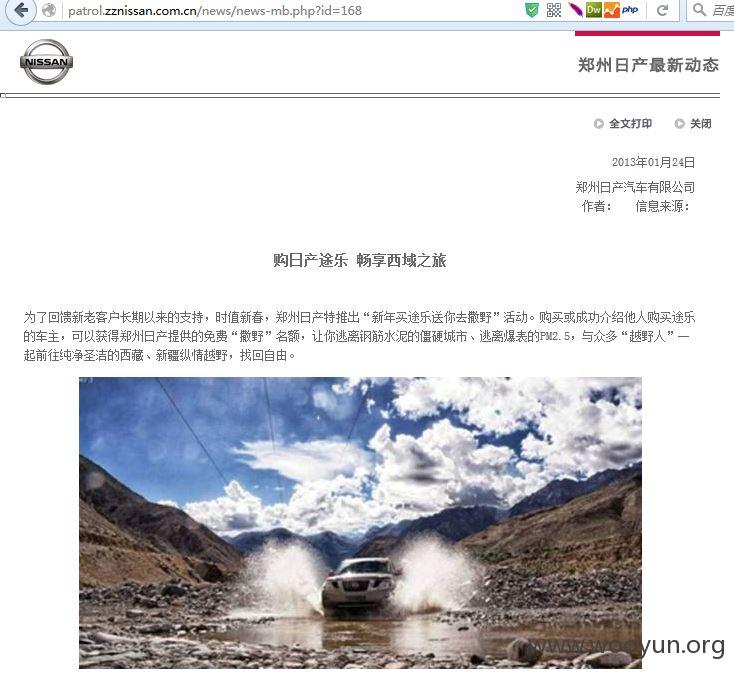 patrol.zznissan.com.cn/news/news-mb.php?id=168
Dw
php
百度
NISSAN
郑州日产最新动态
全文打印
关闭
2013年01月24日
郑州日产汽车有限公司
作者： 信息来源：
购日产途乐 畅享西域之旅
为了回馈新老客户长期以来的支持，时值新春，郑州日产特推出“新年买途乐送你去撒野”活动。购买或成功介绍他人购买途乐
的车主，可以获得郑州日产提供的免费“撒野”名额，让你逃离钢筋水泥的僵硬城市、逃离爆表的PM2.5，与众多“越野人”一
起前往纯净圣洁的西藏、新疆纵情越野，找回自由。
www.wooyun.org